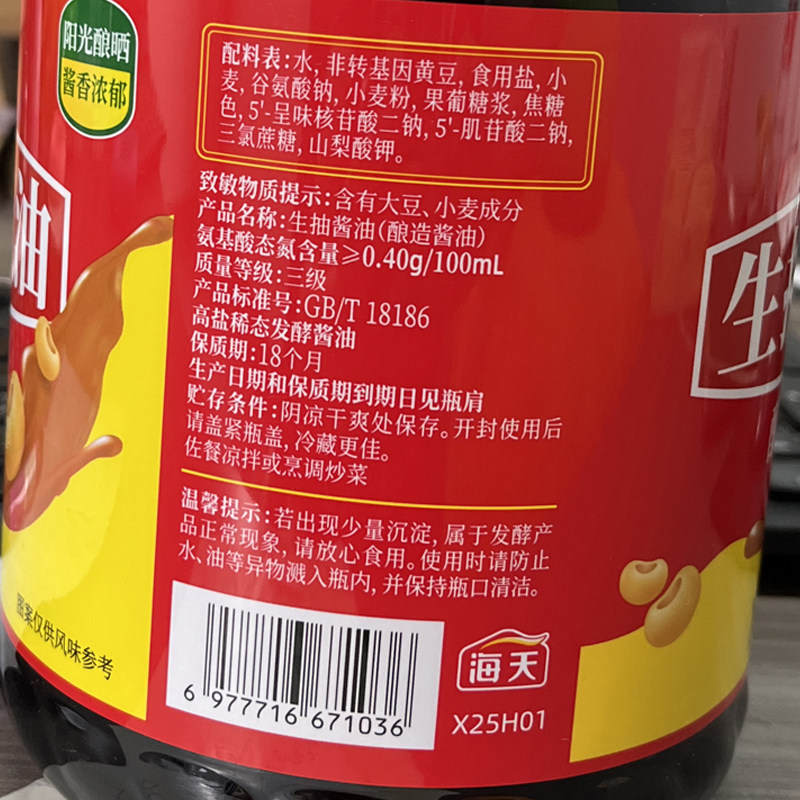 阳光酿晒
酱香浓郁
油
配料表:水, 非转基因黄豆, 食用盐, 小
麦, 谷氨酸钠, 小麦粉, 果葡糖浆, 焦糖
色, 5'-呈味核苷酸二钠, 5'-肌苷酸二钠,
三氯蔗糖, 山梨酸钾。
致敏物质提示:含有大豆、小麦成分
产品名称:生抽酱油(酿造酱油)
氨基酸态氮含量≥0.40g/100mL
质量等级:三级
产品标准号:GB/T 18186
高盐稀态发酵酱油
保质期:18个月
生产日期和保质期到期日见瓶肩
贮存条件:阴凉干爽处保存。开封使用后
请盖紧瓶盖, 冷藏更佳。
佐餐凉拌或烹调炒菜
温馨提示:若出现少量沉淀, 属于发酵产
品正常现象, 请放心食用。使用时请防止
水、油等异物溅入瓶内, 并保持瓶口清洁。
图案仅供风味参考
6 977716 671036
海天
X25H01
生